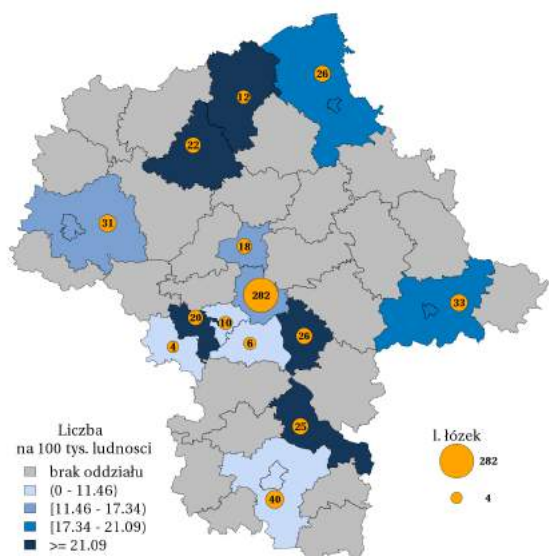 12
26
22
31
18
282
33
20
10
26
4
6
25
40
Liczba
na 100 tys. ludnosci
brak oddziału
(0 - 11.46)
[11.46 - 17.34)
[17.34 - 21.09)
>= 21.09
l. łózek
282
4